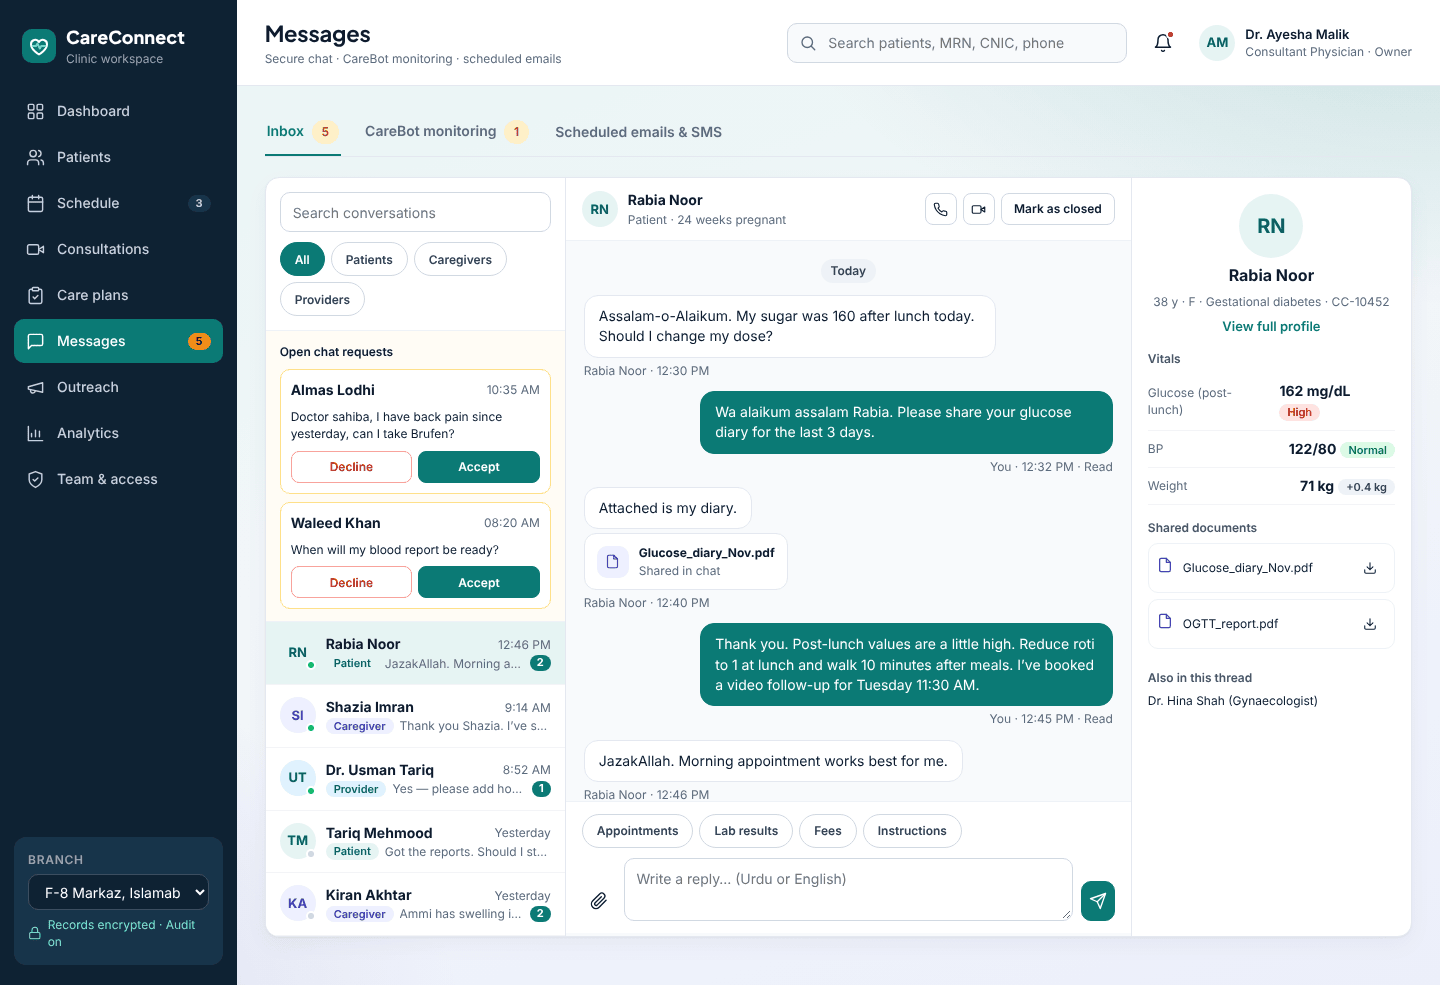 CareConnect
Clinic workspace
Dashboard
Patients
Schedule 3
Consultations
Care plans
Messages 5
Outreach
Analytics
Team & access
BRANCH
F-8 Markaz, Islamab
Records encrypted · Audit
on
Messages
Secure chat · CareBot monitoring · scheduled emails
Search patients, MRN, CNIC, phone
AM
Dr. Ayesha Malik
Consultant Physician · Owner
Inbox 5
CareBot monitoring 1
Scheduled emails & SMS
Search conversations
All
Patients
Caregivers
Providers
Open chat requests
Almas Lodhi 10:35 AM
Doctor sahiba, I have back pain since
yesterday, can I take Brufen?
Decline Accept
Waleed Khan 08:20 AM
When will my blood report be ready?
Decline Accept
RN
Rabia Noor 12:46 PM
Patient JazakAllah. Morning a... 2
SI
Shazia Imran 9:14 AM
Caregiver Thank you Shazia. I've s...
UT
Dr. Usman Tariq 8:52 AM
Provider Yes — please add ho... 1
TM
Tariq Mehmood Yesterday
Patient Got the reports. Should I st...
KA
Kiran Akhtar Yesterday
Caregiver Ammi has swelling i... 2
RN
Rabia Noor
Patient · 24 weeks pregnant
Mark as closed
Today
Assalam-o-Alaikum. My sugar was 160 after lunch today.
Should I change my dose?
Rabia Noor · 12:30 PM
Wa alaikum assalam Rabia. Please share your glucose
diary for the last 3 days.
You · 12:32 PM · Read
Attached is my diary.
Glucose_diary_Nov.pdf
Shared in chat
Rabia Noor · 12:40 PM
Thank you. Post-lunch values are a little high. Reduce roti
to 1 at lunch and walk 10 minutes after meals. I've booked
a video follow-up for Tuesday 11:30 AM.
You · 12:45 PM · Read
JazakAllah. Morning appointment works best for me.
Rabia Noor · 12:46 PM
Appointments
Lab results
Fees
Instructions
Write a reply... (Urdu or English)
RN
Rabia Noor
38 y · F · Gestational diabetes · CC-10452
View full profile
Vitals
Glucose (post-
lunch)
162 mg/dL
High
BP 122/80 Normal
Weight 71 kg +0.4 kg
Shared documents
Glucose_diary_Nov.pdf
OGTT_report.pdf
Also in this thread
Dr. Hina Shah (Gynaecologist)